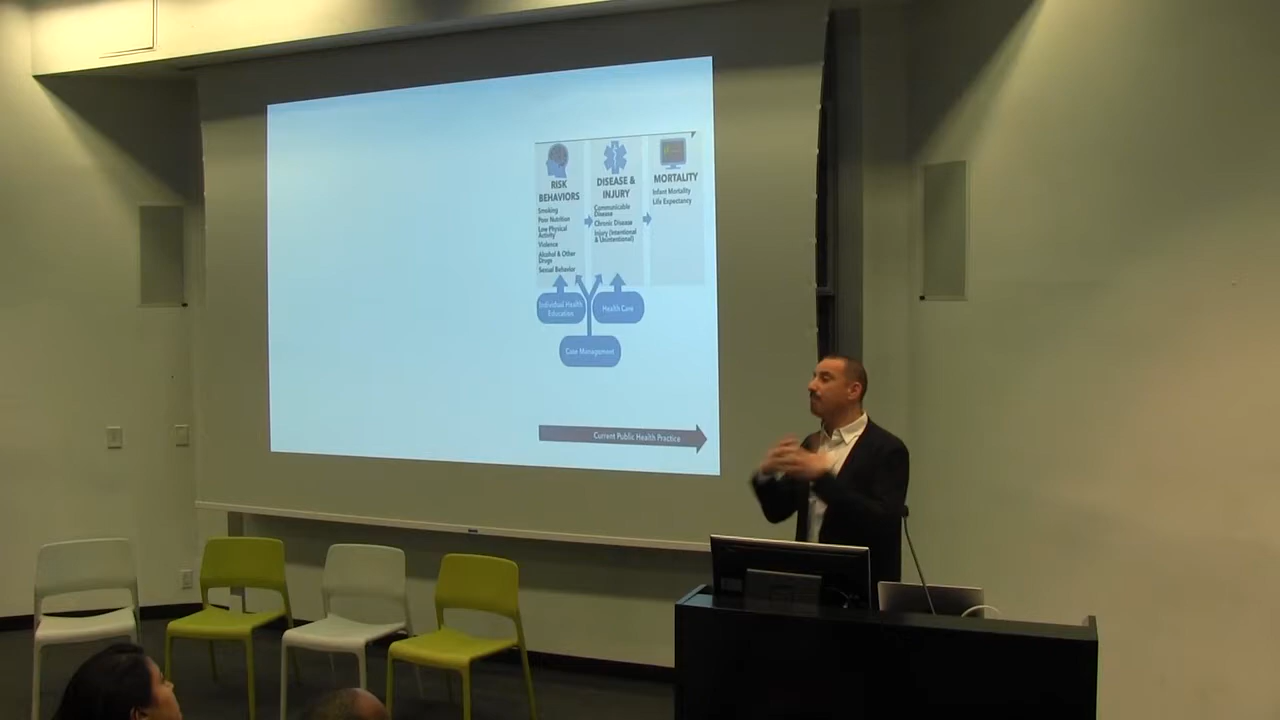 RISK
BEHAVIORS
Smoking
Poor Nutrition
Low Physical
Activity
Violence
Alcohol & Other
Drugs
Sexual Behavior
DISEASE &
INJURY
Communicable
Disease
Chronic Disease
Injury (Intentional
& Unintentional)
MORTALITY
Infant Mortality
Life Expectancy
Individual Health
Education
Health Care
Case Management
Current Public Health Practice